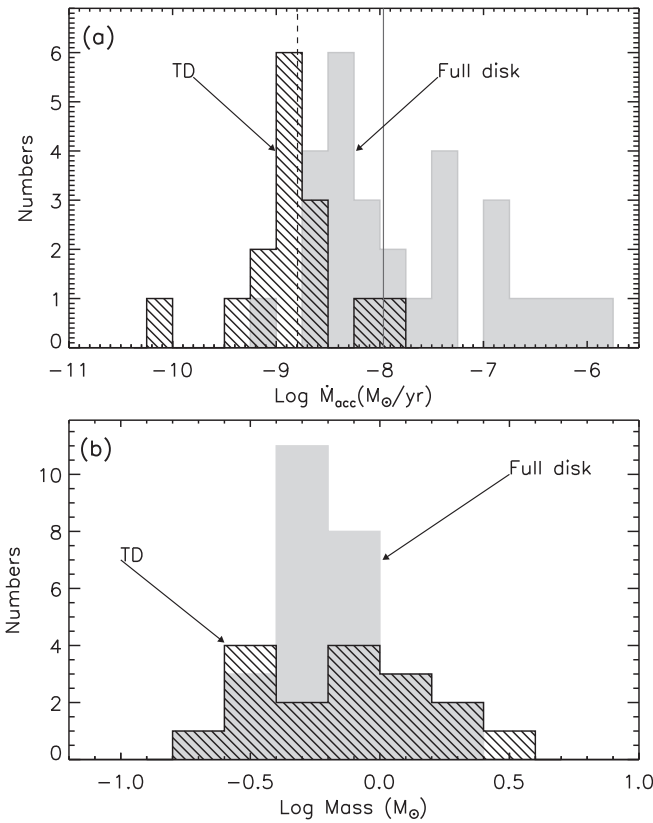 (a)
TD
Full disk
Numbers
6
5
4
3
2
1
0
−11
−10
−9
−8
−7
−6
Log Ṁacc(M⊙/yr)
(b)
Full disk
TD
Numbers
10
8
6
4
2
0
−1.0
−0.5
0.0
0.5
1.0
Log Mass (M⊙)